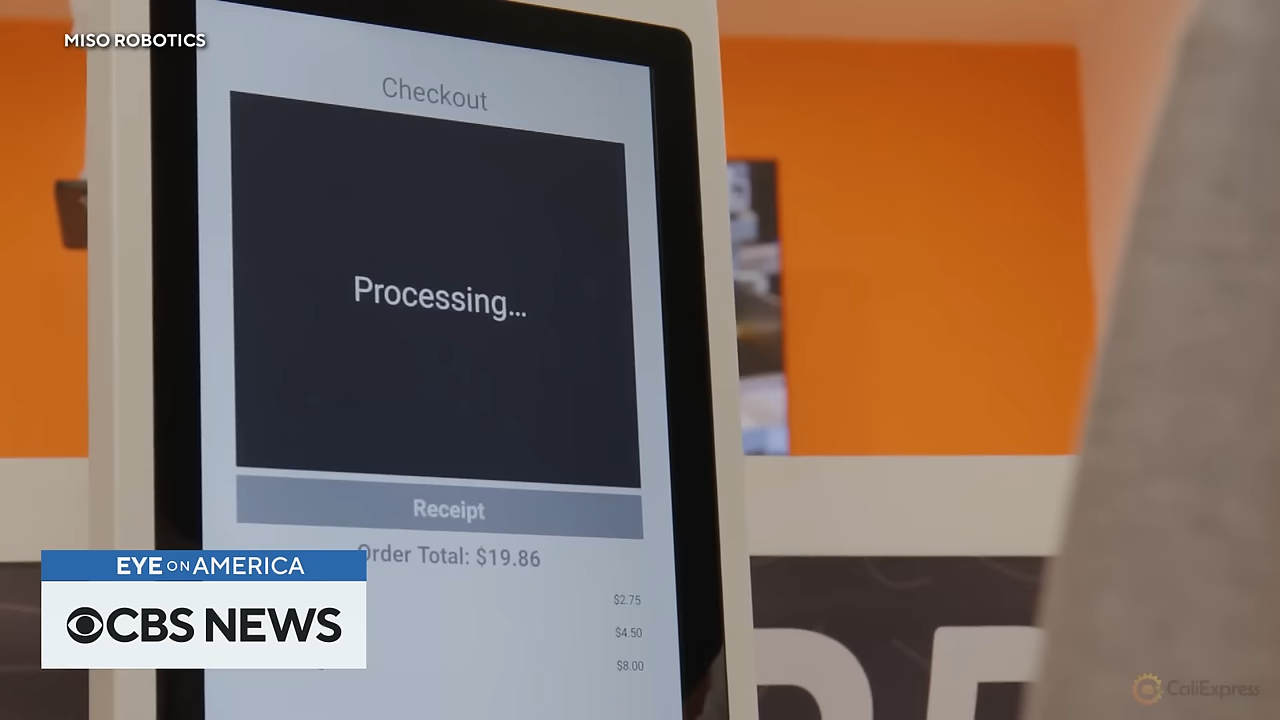 MISO ROBOTICS
Checkout
Processing...
Receipt
Order Total: $19.86
$2.75
$4.50
$8.00
EYE ON AMERICA
CBS NEWS
CaliExpress